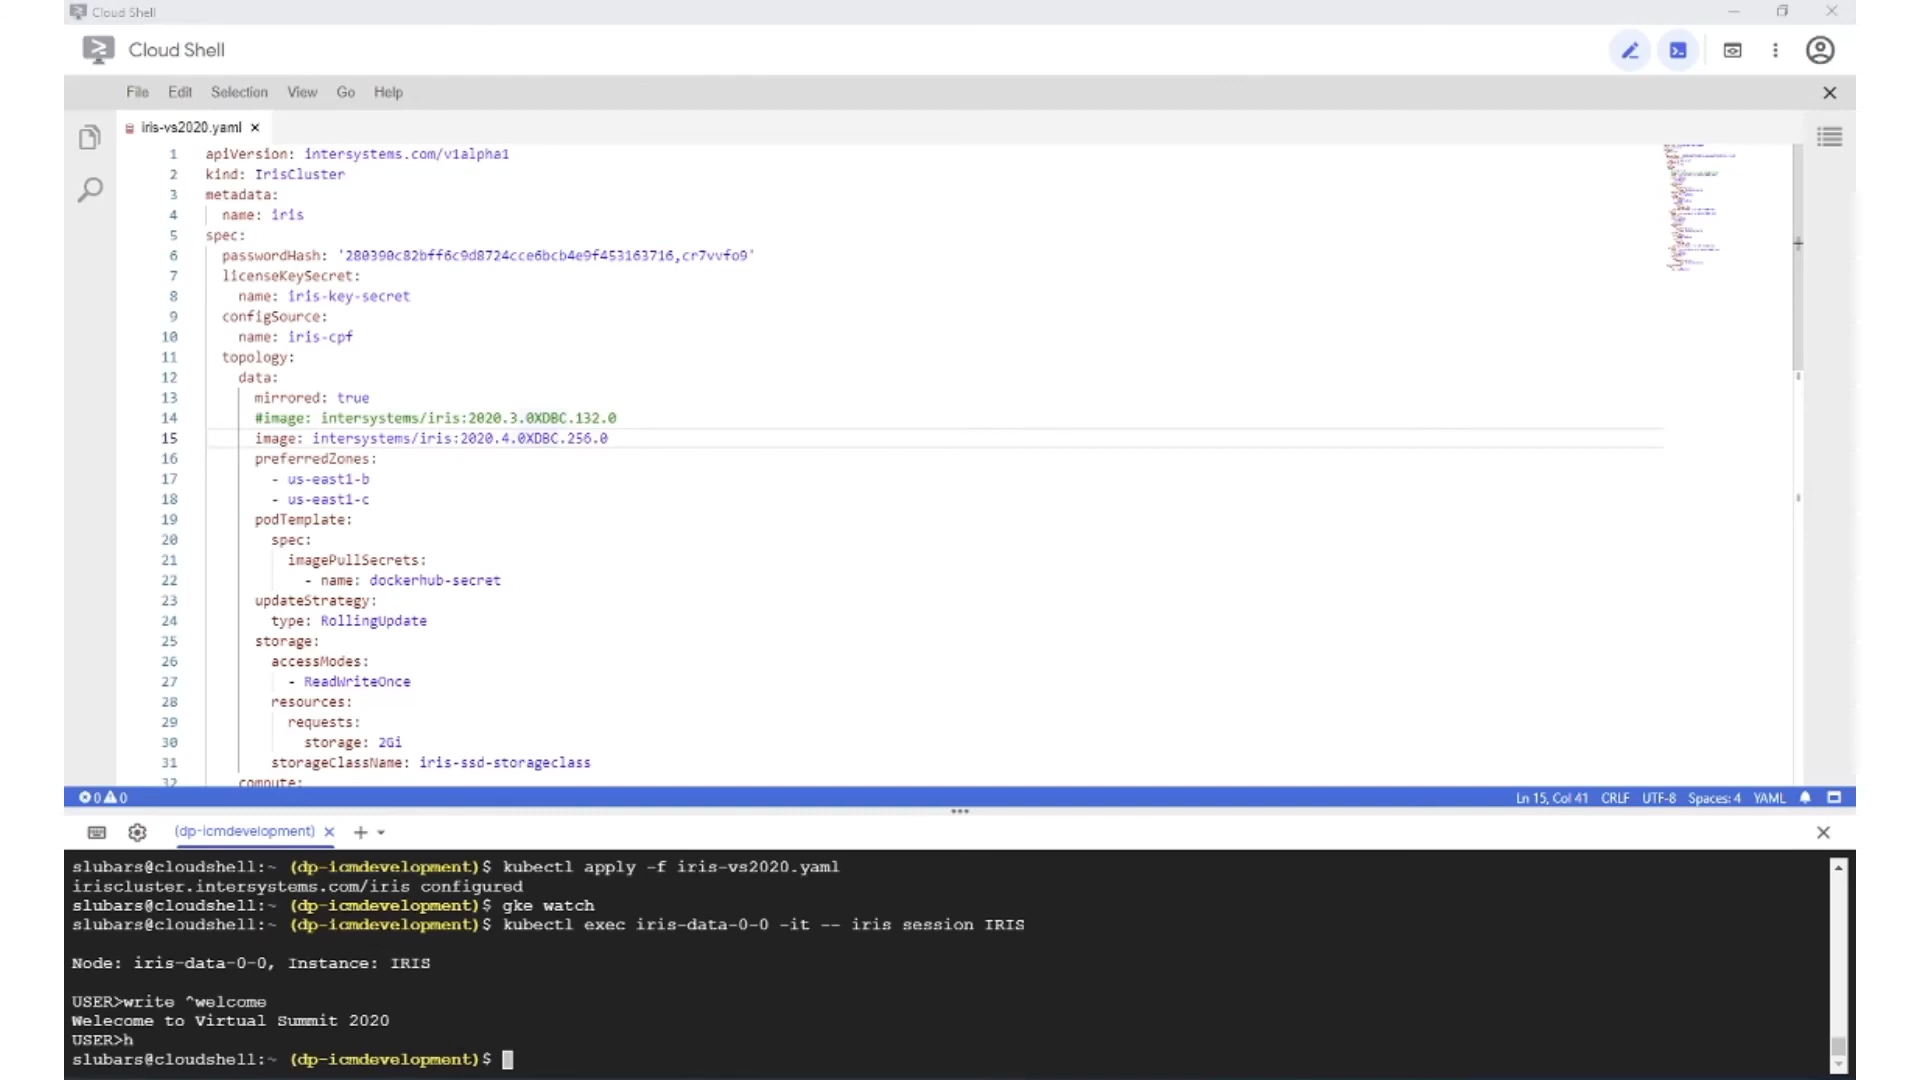 Cloud Shell
Cloud Shell
File Edit Selection View Go Help
iris-vs2020.yaml
1 apiVersion: intersystems.com/v1alpha1
2 kind: IrisCluster
3 metadata:
4 name: iris
5 spec:
6 passwordHash: '280390c82bff6c9d8724cce6bcb4e9f453163716,cr7vvfo9'
7 licenseKeySecret:
8 name: iris-key-secret
9 configSource:
10 name: iris-cpf
11 topology:
12 data:
13 mirrored: true
14 #image: intersystems/iris:2020.3.0XDBC.132.0
15 image: intersystems/iris:2020.4.0XDBC.256.0
16 preferredZones:
17 - us-east1-b
18 - us-east1-c
19 podTemplate:
20 spec:
21 imagePullSecrets:
22 - name: dockerhub-secret
23 updateStrategy:
24 type: RollingUpdate
25 storage:
26 accessModes:
27 - ReadWriteOnce
28 resources:
29 requests:
30 storage: 2Gi
31 storageClassName: iris-ssd-storageclass
32 compute:
0 0 Ln 15, Col 41 CRLF UTF-8 Spaces: 4 YAML
(dp-icmdevelopment)
slubars@cloudshell:~ (dp-icmdevelopment)$ kubectl apply -f iris-vs2020.yaml
iriscluster.intersystems.com/iris configured
slubars@cloudshell:~ (dp-icmdevelopment)$ gke watch
slubars@cloudshell:~ (dp-icmdevelopment)$ kubectl exec iris-data-0-0 -it -- iris session IRIS
Node: iris-data-0-0, Instance: IRIS
USER>write ^welcome
Welecome to Virtual Summit 2020
USER>h
slubars@cloudshell:~ (dp-icmdevelopment)$